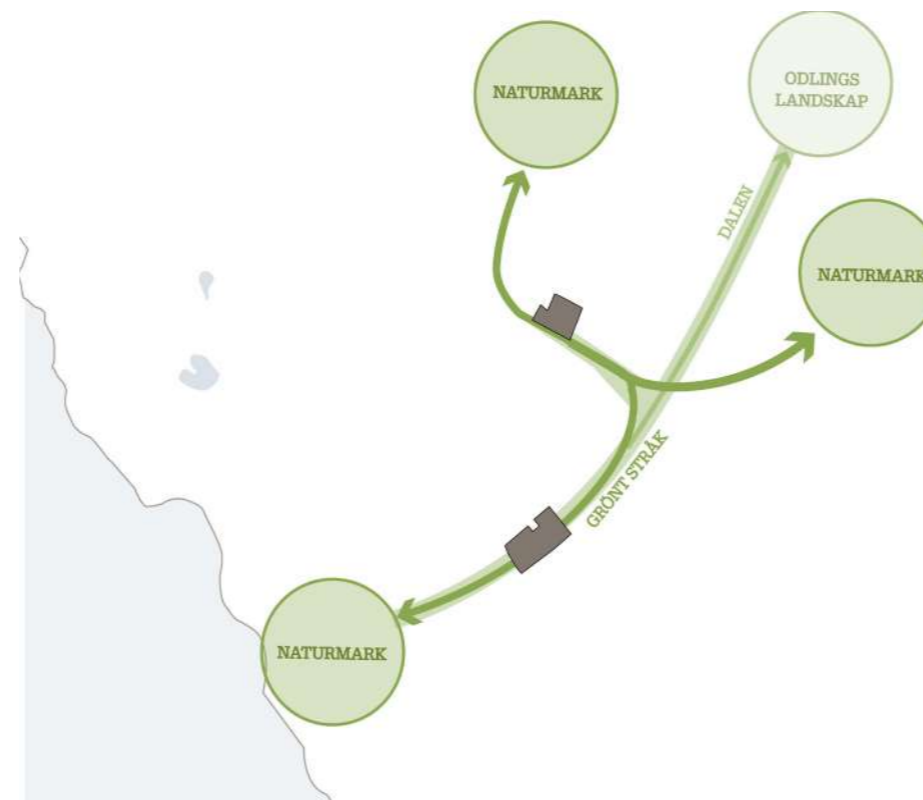 NATURMARK
ODLINGS
LANDSKAP
DALEN
NATURMARK
GRÖNT STRÅK
NATURMARK